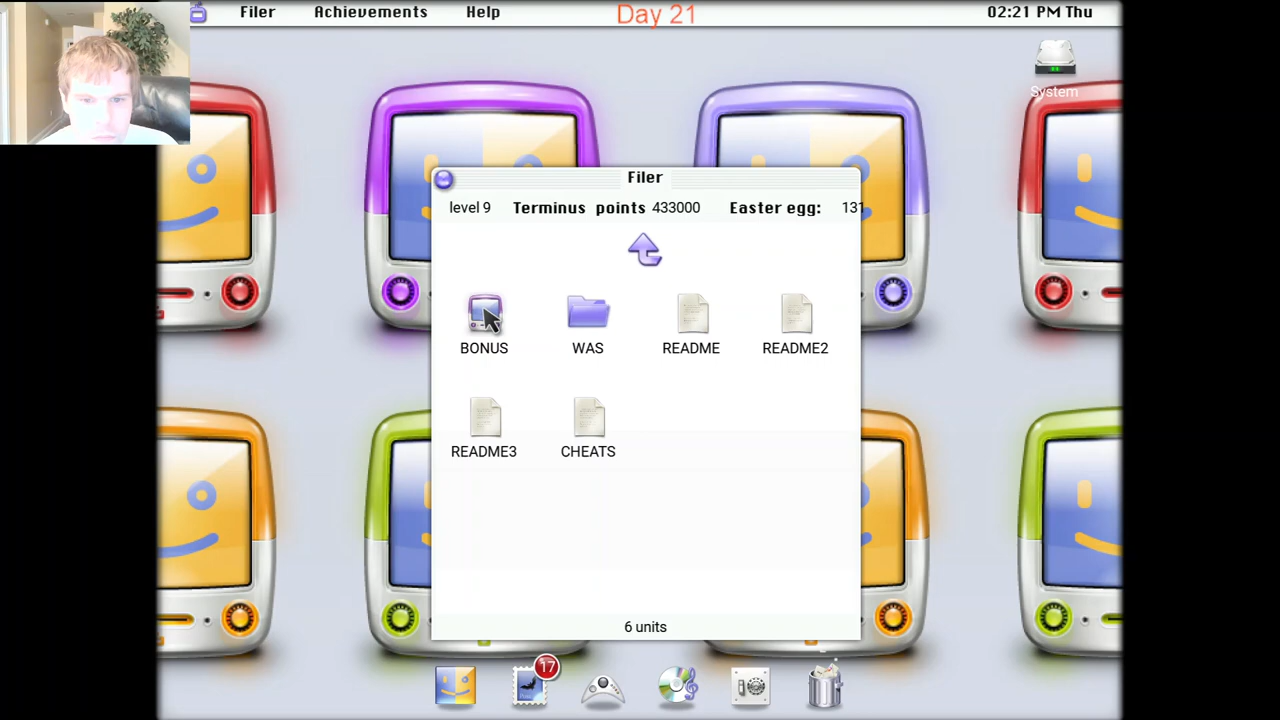 Filer Achievements Help Day 21 02:21 PM Thu
System
Filer
level 9 Terminus points 433000 Easter egg: 131
BONUS WAS README README2
README3 CHEATS
6 units
17